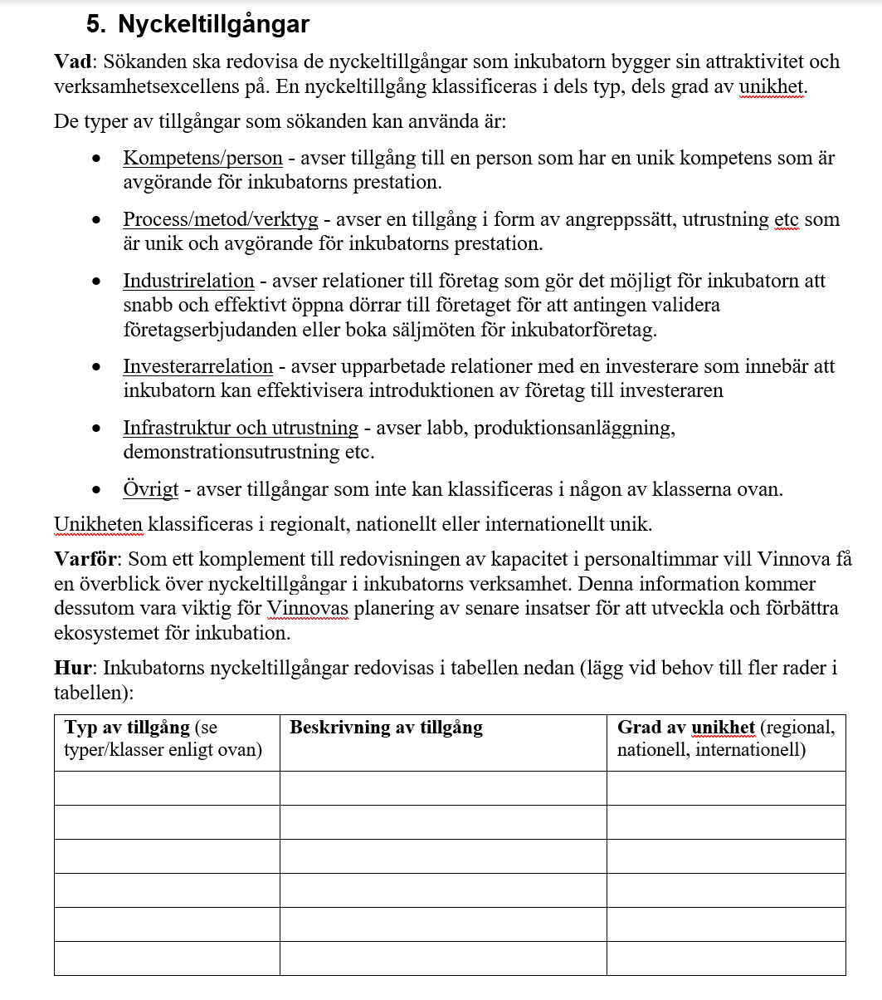 5. Nyckeltillgångar
Vad: Sökanden ska redovisa de nyckeltillgångar som inkubatorn bygger sin attraktivitet och
verksamhetsexcellens på. En nyckeltillgång klassificeras i dels typ, dels grad av unikhet.
De typer av tillgångar som sökanden kan använda är:
• Kompetens/person - avser tillgång till en person som har en unik kompetens som är
avgörande för inkubatorns prestation.
• Process/metod/verktyg - avser en tillgång i form av angreppssätt, utrustning etc som
är unik och avgörande för inkubatorns prestation.
• Industrirelation - avser relationer till företag som gör det möjligt för inkubatorn att
snabb och effektivt öppna dörrar till företaget för att antingen validera
företagserbjudanden eller boka säljmöten för inkubatorföretag.
• Investerarrelation - avser upparbetade relationer med en investerare som innebär att
inkubatorn kan effektivisera introduktionen av företag till investeraren
• Infrastruktur och utrustning - avser labb, produktionsanläggning,
demonstrationsutrustning etc.
• Övrigt - avser tillgångar som inte kan klassificeras i någon av klasserna ovan.
Unikheten klassificeras i regionalt, nationellt eller internationellt unik.
Varför: Som ett komplement till redovisningen av kapacitet i personaltimmar vill Vinnova få
en överblick över nyckeltillgångar i inkubatorns verksamhet. Denna information kommer
dessutom vara viktig för Vinnovas planering av senare insatser för att utveckla och förbättra
ekosystemet för inkubation.
Hur: Inkubatorns nyckeltillgångar redovisas i tabellen nedan (lägg vid behov till fler rader i
tabellen):
Typ av tillgång (se
typer/klasser enligt ovan)
Beskrivning av tillgång
Grad av unikhet (regional,
nationell, internationell)